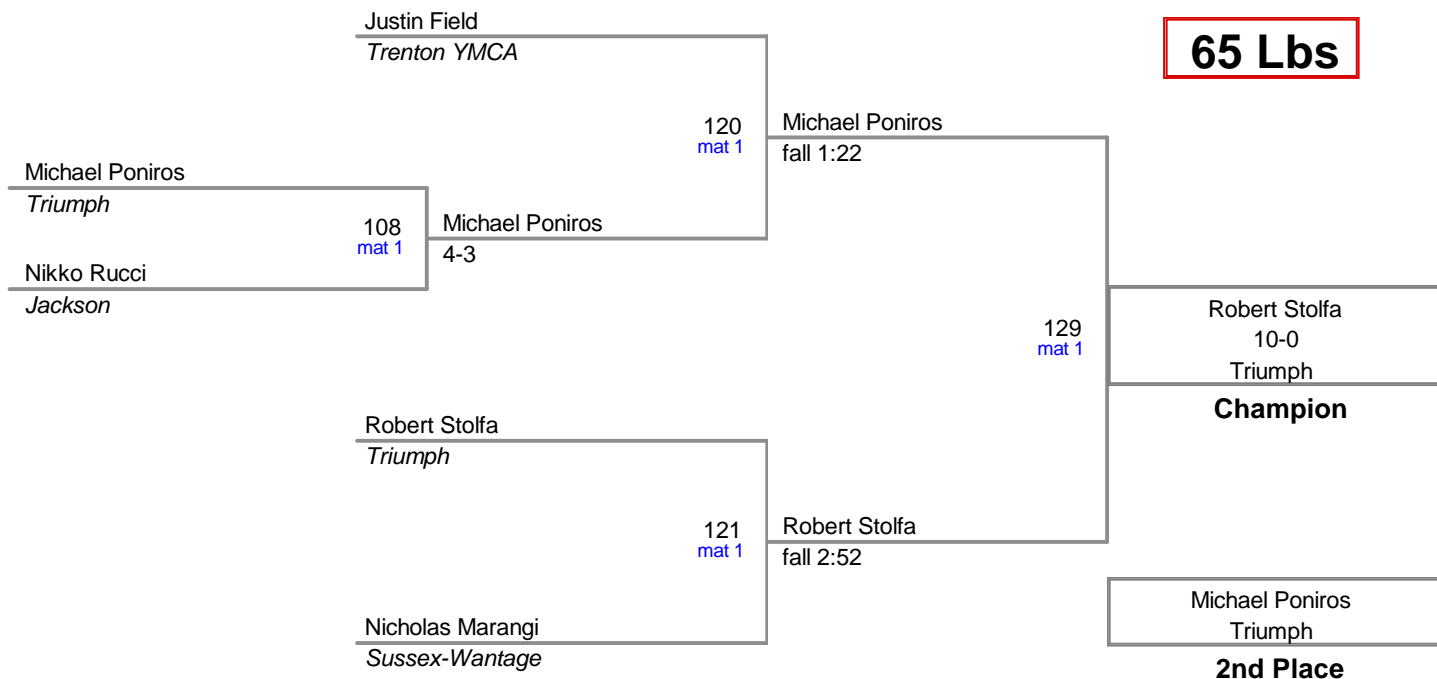 Justin Field
Trenton YMCA
65 Lbs
120
mat 1
Michael Poniros
fall 1:22
Michael Poniros
Triumph
108
mat 1
Michael Poniros
4-3
Nikko Rucci
Jackson
129
mat 1
Robert Stolfa
10-0
Triumph
Champion
Robert Stolfa
Triumph
121
mat 1
Robert Stolfa
fall 2:52
Nicholas Marangi
Sussex-Wantage
Michael Poniros
Triumph
2nd Place